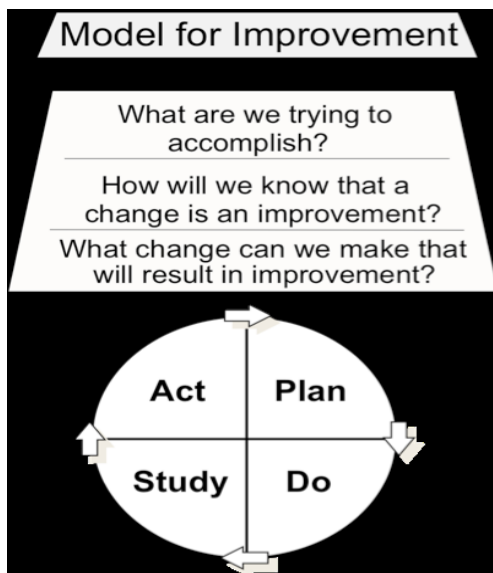 Model for Improvement
What are we trying to
accomplish?
How will we know that a
change is an improvement?
What change can we make that
will result in improvement?
Act
Plan
Study
Do